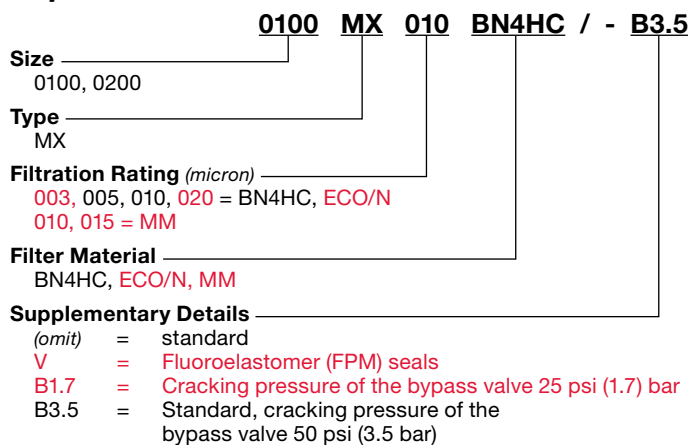 0100 MX 010 BN4HC / - B3.5
Size
0100, 0200
Type
MX
Filtration Rating (micron)
003, 005, 010, 020 = BN4HC, ECO/N
010, 015 = MM
Filter Material
BN4HC, ECO/N, MM
Supplementary Details
(omit) = standard
V = Fluoroelastomer (FPM) seals
B1.7 = Cracking pressure of the bypass valve 25 psi (1.7) bar
B3.5 = Standard, cracking pressure of the
bypass valve 50 psi (3.5 bar)